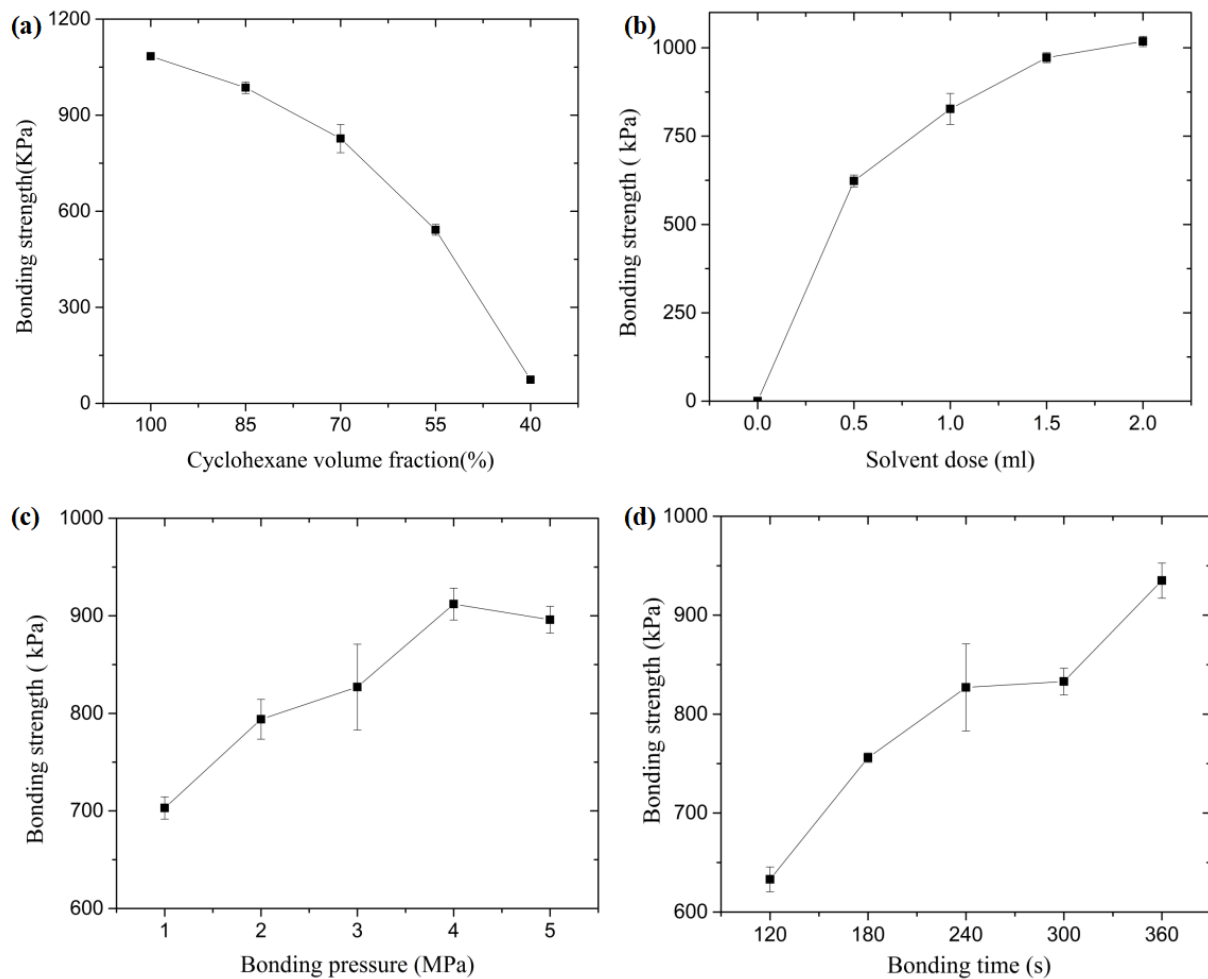 (a)
1200
900
600
300
0
Bonding strength(KPa)
100 85 70 55 40
Cyclohexane volume fraction(%)
(b)
1000
750
500
250
0
Bonding strength ( kPa)
0.0 0.5 1.0 1.5 2.0
Solvent dose (ml)
(c)
1000
900
800
700
600
Bonding strength ( kPa)
1 2 3 4 5
Bonding pressure (MPa)
(d)
1000
900
800
700
600
Bonding strength (kPa)
120 180 240 300 360
Bonding time (s)